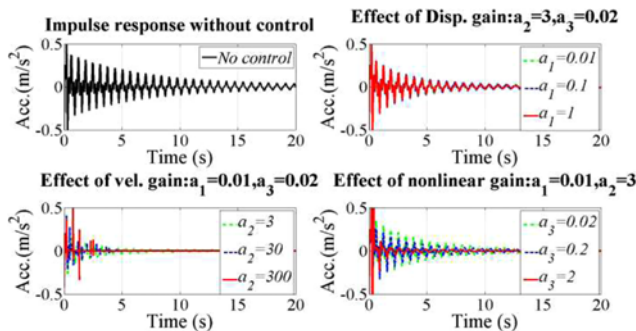 Impulse response without control
Acc.(m/s²)
0.5
0
-0.5
No control
0 5 10 15 20
Time (s)
Effect of Disp. gain:a₂=3,a₃=0.02
Acc.(m/s²)
0.5
0
-0.5
a₁=0.01
a₁=0.1
a₁=1
0 5 10 15 20
Time (s)
Effect of vel. gain:a₁=0.01,a₃=0.02
Acc.(m/s²)
0.5
0
-0.5
a₂=3
a₂=30
a₂=300
0 5 10 15 20
Time (s)
Effect of nonlinear gain:a₁=0.01,a₂=3
Acc.(m/s²)
0.5
0
-0.5
a₃=0.02
a₃=0.2
a₃=2
0 5 10 15 20
Time (s)